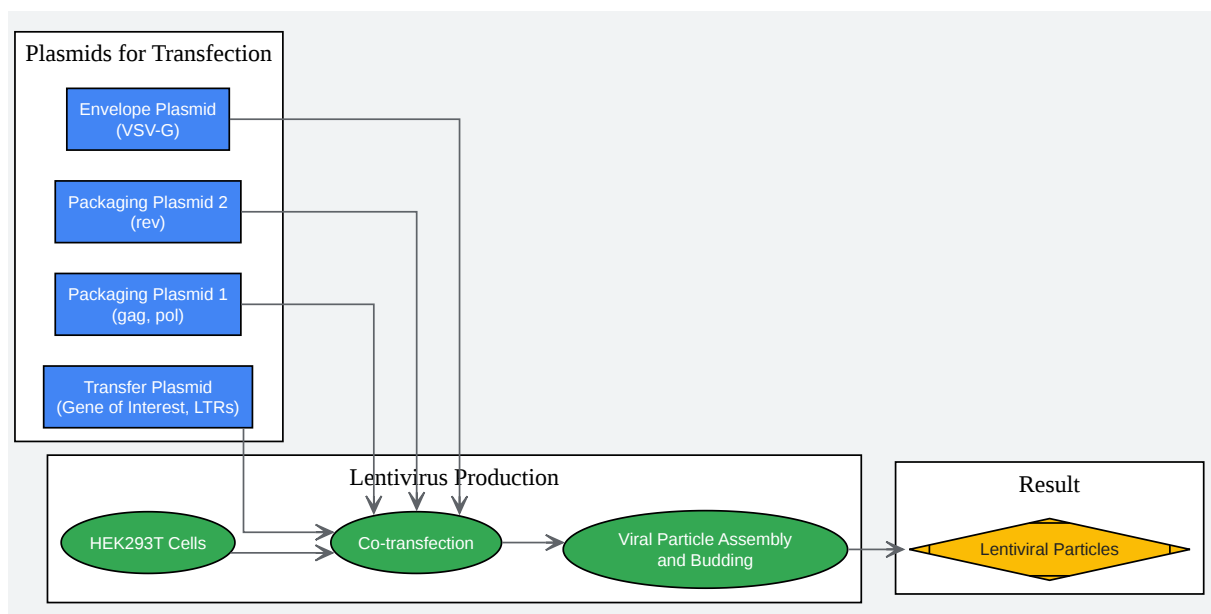 Plasmids for Transfection
Envelope Plasmid
(VSV-G)
Packaging Plasmid 2
(rev)
Packaging Plasmid 1
(gag, pol)
Transfer Plasmid
(Gene of Interest, LTRs)
Lentivirus Production
HEK293T Cells
Co-transfection
Viral Particle Assembly
and Budding
Result
Lentiviral Particles